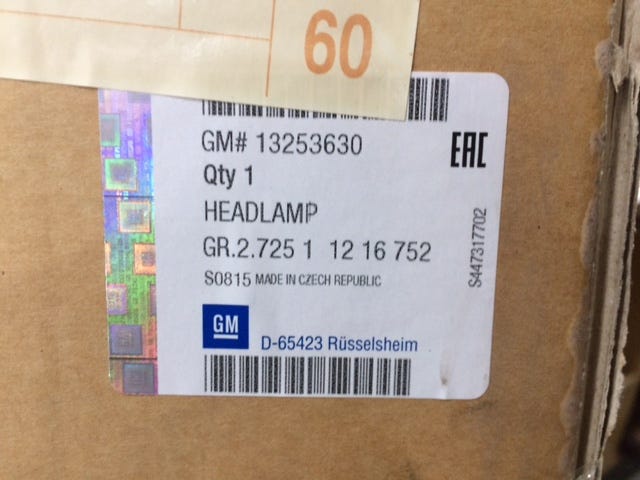 60
GM# 13253630
EAC
Qty 1
HEADLAMP
GR.2.725 1 12 16 752
S0815 MADE IN CZECH REPUBLIC
S447317702
GM
D-65423 Rüsselsheim